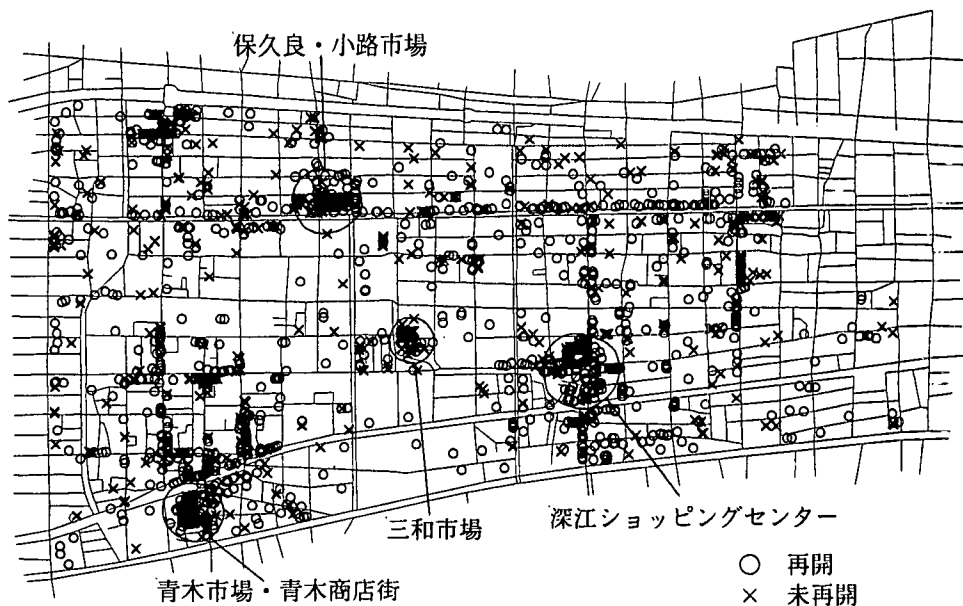 保久良・小路市場
三和市場
深江ショッピングセンター
青木市場・青木商店街
○ 再開
× 未再開